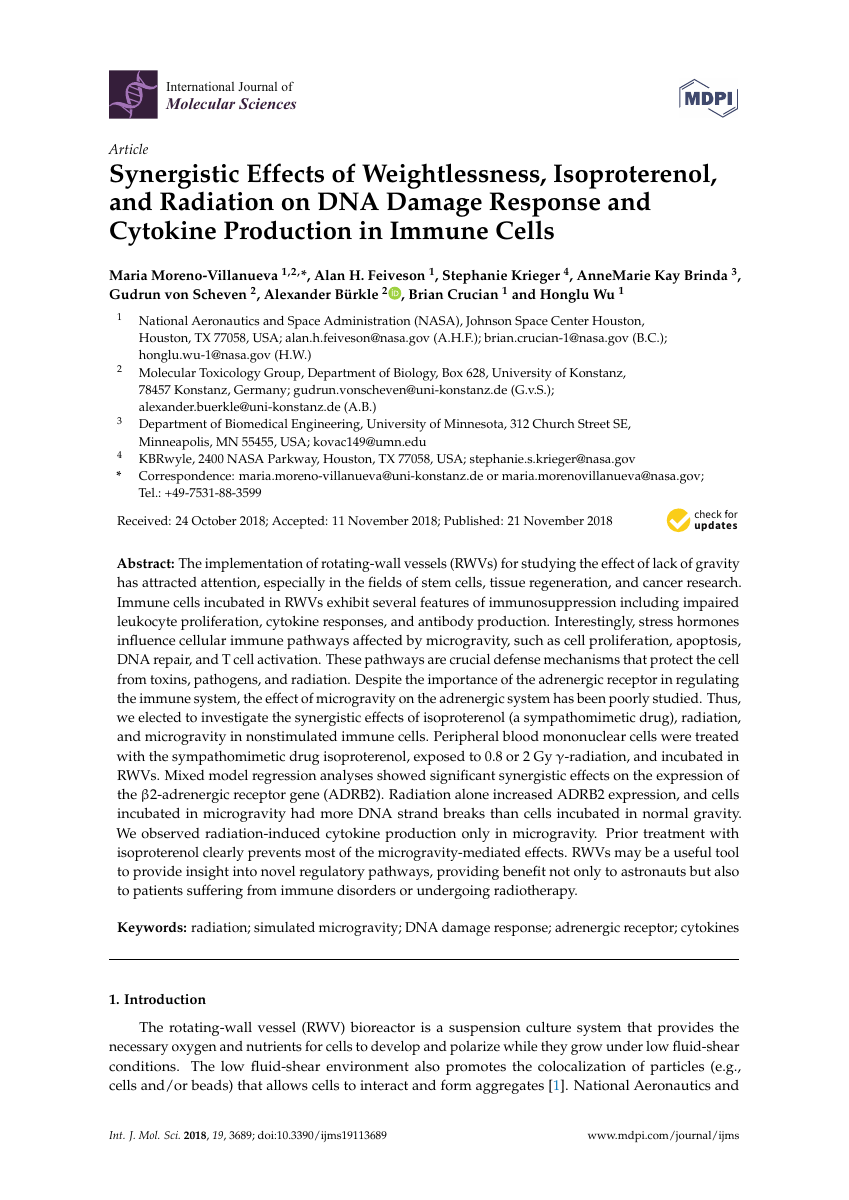 International Journal of
Molecular Sciences
MDPI
Article
Synergistic Effects of Weightlessness, Isoproterenol,
and Radiation on DNA Damage Response and
Cytokine Production in Immune Cells
Maria Moreno-Villanueva 1,2,*, Alan H. Feiveson 1, Stephanie Krieger 4, AnneMarie Kay Brinda 3,
Gudrun von Scheven 2, Alexander Bürkle 2 iD, Brian Crucian 1 and Honglu Wu 1
1 National Aeronautics and Space Administration (NASA), Johnson Space Center Houston,
Houston, TX 77058, USA; alan.h.feiveson@nasa.gov (A.H.F.); brian.crucian-1@nasa.gov (B.C.);
honglu.wu-1@nasa.gov (H.W.)
2 Molecular Toxicology Group, Department of Biology, Box 628, University of Konstanz,
78457 Konstanz, Germany; gudrun.vonscheven@uni-konstanz.de (G.v.S.);
alexander.buerkle@uni-konstanz.de (A.B.)
3 Department of Biomedical Engineering, University of Minnesota, 312 Church Street SE,
Minneapolis, MN 55455, USA; kovac149@umn.edu
4 KBRwyle, 2400 NASA Parkway, Houston, TX 77058, USA; stephanie.s.krieger@nasa.gov
* Correspondence: maria.moreno-villanueva@uni-konstanz.de or maria.morenovillanueva@nasa.gov;
Tel.: +49-7531-88-3599
Received: 24 October 2018; Accepted: 11 November 2018; Published: 21 November 2018
check for
updates
Abstract: The implementation of rotating-wall vessels (RWVs) for studying the effect of lack of gravity
has attracted attention, especially in the fields of stem cells, tissue regeneration, and cancer research.
Immune cells incubated in RWVs exhibit several features of immunosuppression including impaired
leukocyte proliferation, cytokine responses, and antibody production. Interestingly, stress hormones
influence cellular immune pathways affected by microgravity, such as cell proliferation, apoptosis,
DNA repair, and T cell activation. These pathways are crucial defense mechanisms that protect the cell
from toxins, pathogens, and radiation. Despite the importance of the adrenergic receptor in regulating
the immune system, the effect of microgravity on the adrenergic system has been poorly studied. Thus,
we elected to investigate the synergistic effects of isoproterenol (a sympathomimetic drug), radiation,
and microgravity in nonstimulated immune cells. Peripheral blood mononuclear cells were treated
with the sympathomimetic drug isoproterenol, exposed to 0.8 or 2 Gy γ-radiation, and incubated in
RWVs. Mixed model regression analyses showed significant synergistic effects on the expression of
the β2-adrenergic receptor gene (ADRB2). Radiation alone increased ADRB2 expression, and cells
incubated in microgravity had more DNA strand breaks than cells incubated in normal gravity.
We observed radiation-induced cytokine production only in microgravity. Prior treatment with
isoproterenol clearly prevents most of the microgravity-mediated effects. RWVs may be a useful tool
to provide insight into novel regulatory pathways, providing benefit not only to astronauts but also
to patients suffering from immune disorders or undergoing radiotherapy.
Keywords: radiation; simulated microgravity; DNA damage response; adrenergic receptor; cytokines
1. Introduction
The rotating-wall vessel (RWV) bioreactor is a suspension culture system that provides the
necessary oxygen and nutrients for cells to develop and polarize while they grow under low fluid-shear
conditions. The low fluid-shear environment also promotes the colocalization of particles (e.g.,
cells and/or beads) that allows cells to interact and form aggregates [1]. National Aeronautics and
Int. J. Mol. Sci. 2018, 19, 3689; doi:10.3390/ijms19113689
www.mdpi.com/journal/ijms